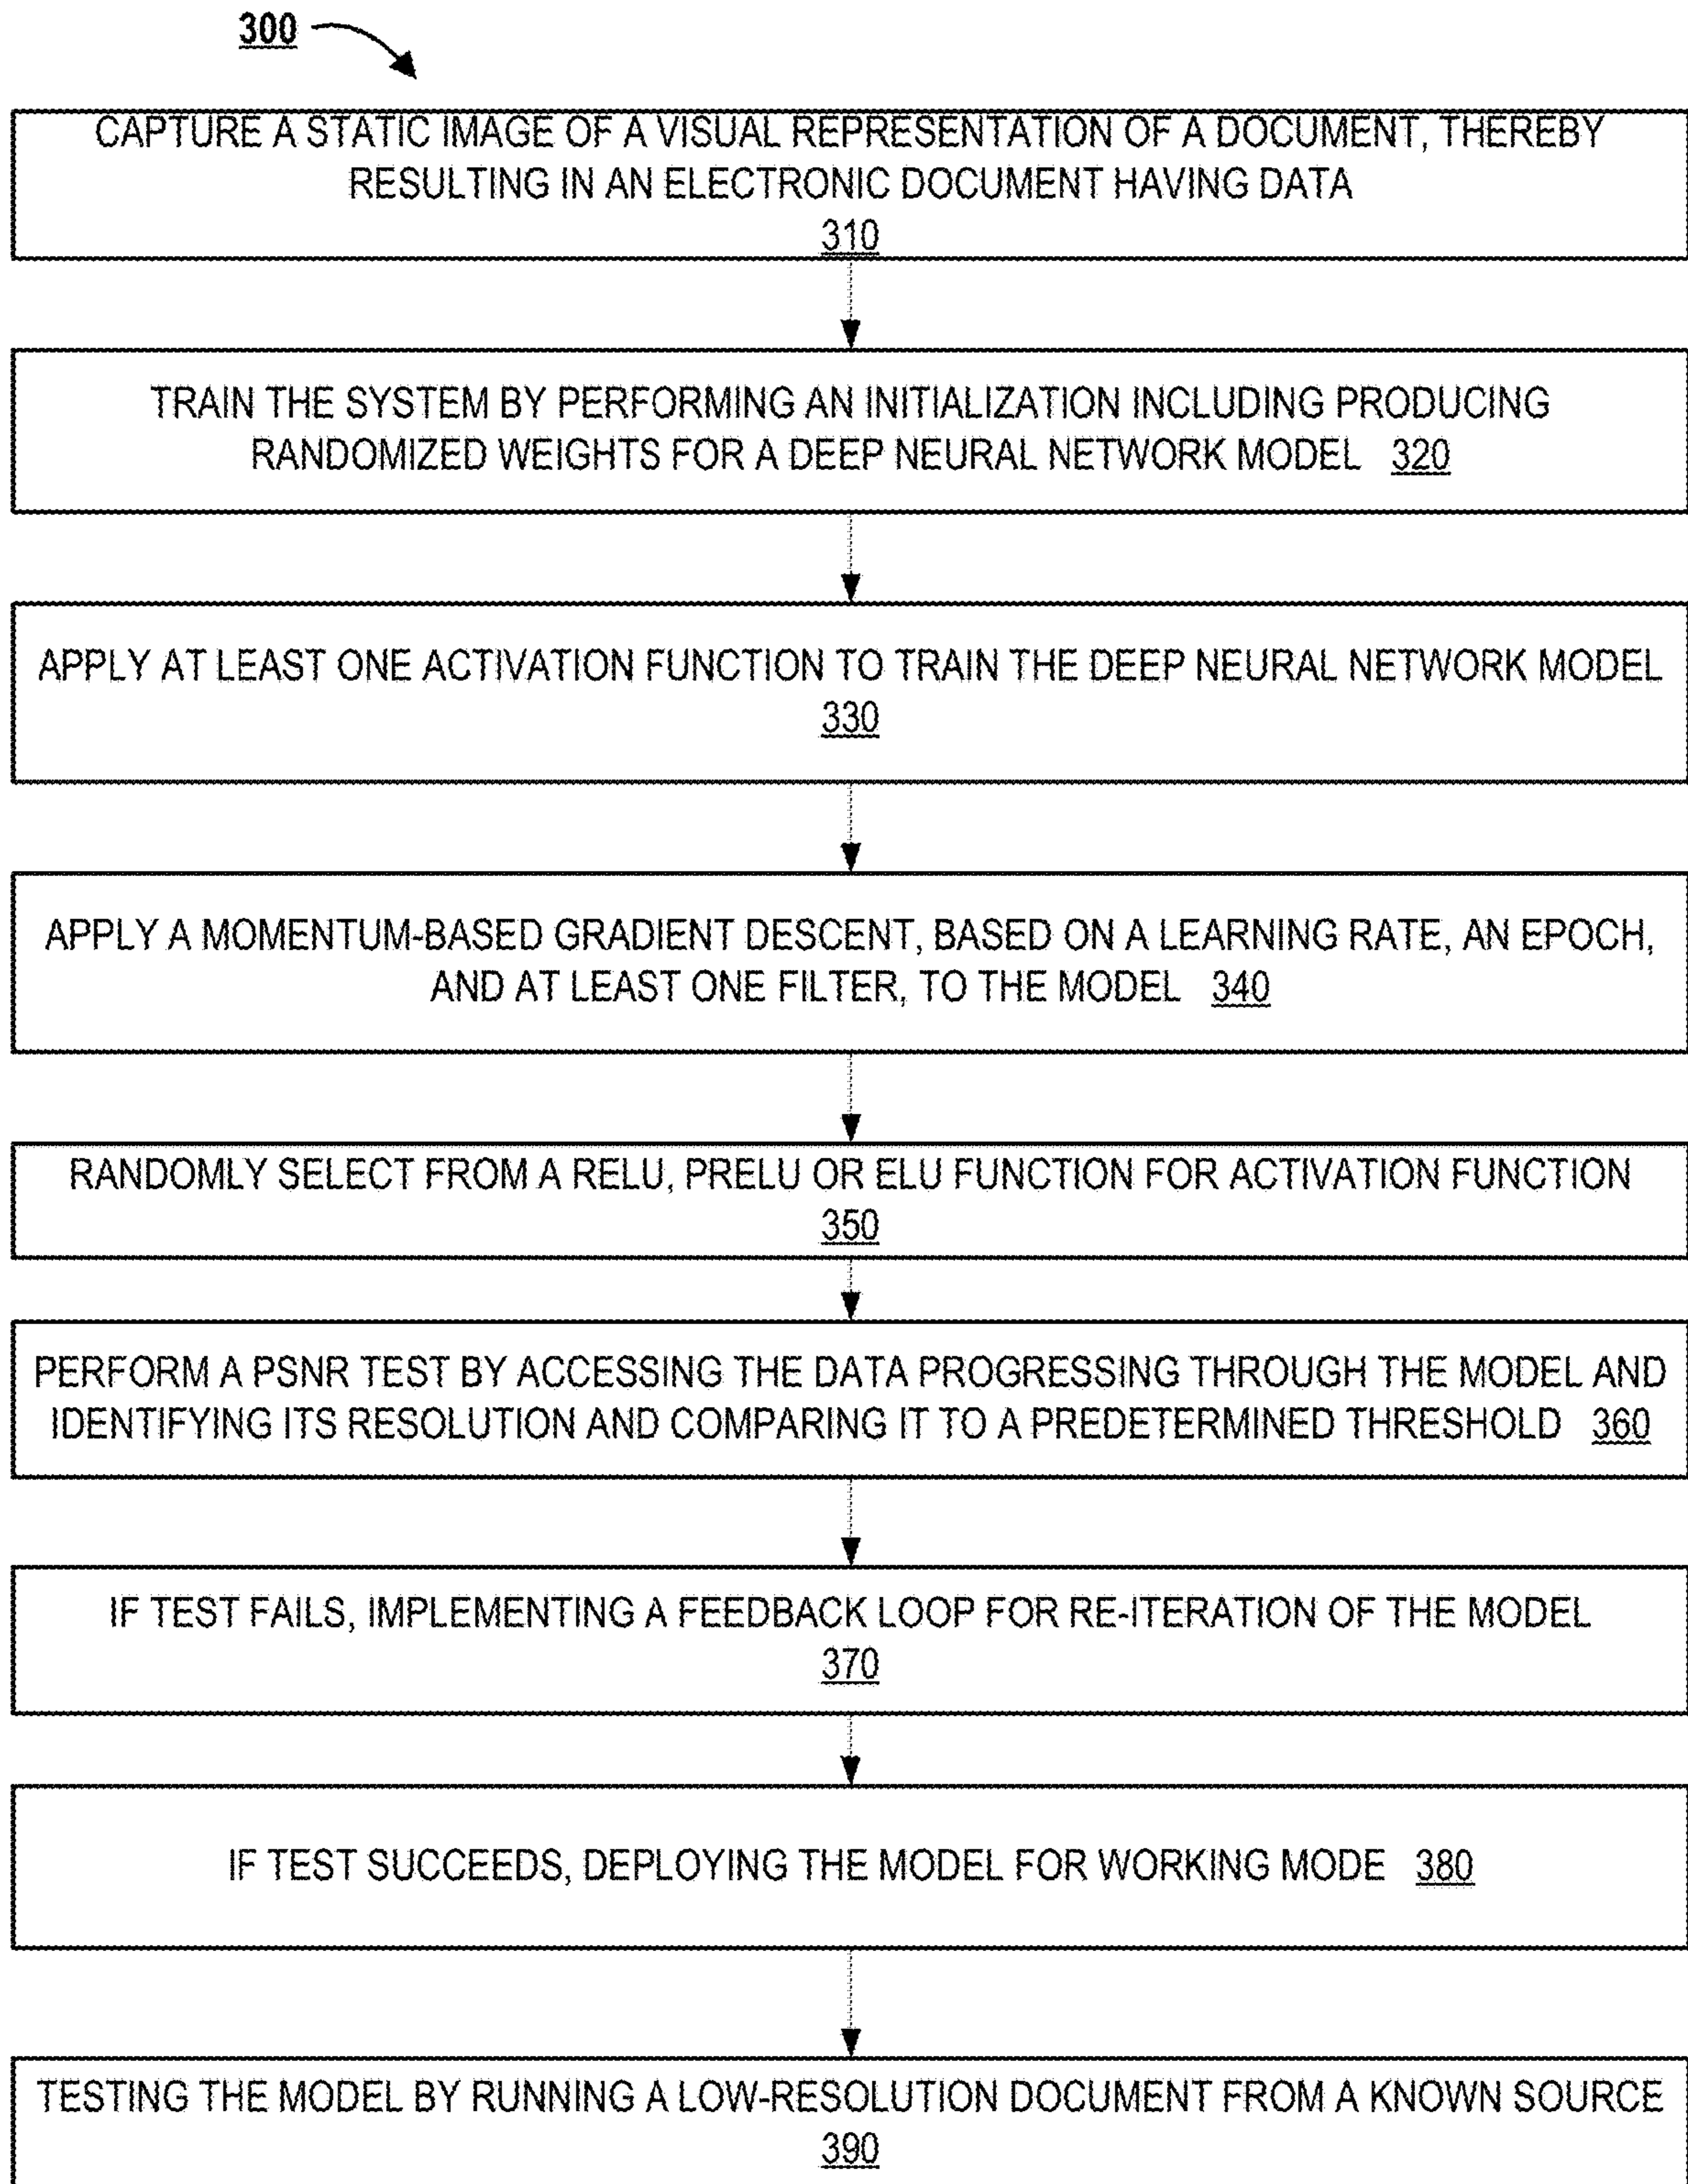 300
CAPTURE A STATIC IMAGE OF A VISUAL REPRESENTATION OF A DOCUMENT, THEREBY
RESULTING IN AN ELECTRONIC DOCUMENT HAVING DATA
310
TRAIN THE SYSTEM BY PERFORMING AN INITIALIZATION INCLUDING PRODUCING
RANDOMIZED WEIGHTS FOR A DEEP NEURAL NETWORK MODEL 320
APPLY AT LEAST ONE ACTIVATION FUNCTION TO TRAIN THE DEEP NEURAL NETWORK MODEL
330
APPLY A MOMENTUM-BASED GRADIENT DESCENT, BASED ON A LEARNING RATE, AN EPOCH,
AND AT LEAST ONE FILTER, TO THE MODEL 340
RANDOMLY SELECT FROM A RELU, PRELU OR ELU FUNCTION FOR ACTIVATION FUNCTION
350
PERFORM A PSNR TEST BY ACCESSING THE DATA PROGRESSING THROUGH THE MODEL AND
IDENTIFYING ITS RESOLUTION AND COMPARING IT TO A PREDETERMINED THRESHOLD 360
IF TEST FAILS, IMPLEMENTING A FEEDBACK LOOP FOR RE-ITERATION OF THE MODEL
370
IF TEST SUCCEEDS, DEPLOYING THE MODEL FOR WORKING MODE 380
TESTING THE MODEL BY RUNNING A LOW-RESOLUTION DOCUMENT FROM A KNOWN SOURCE
390